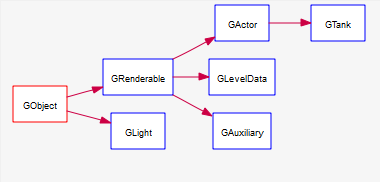 GActor
GTank
GRenderable
GLevelData
GObject
GLight
GAuxiliary